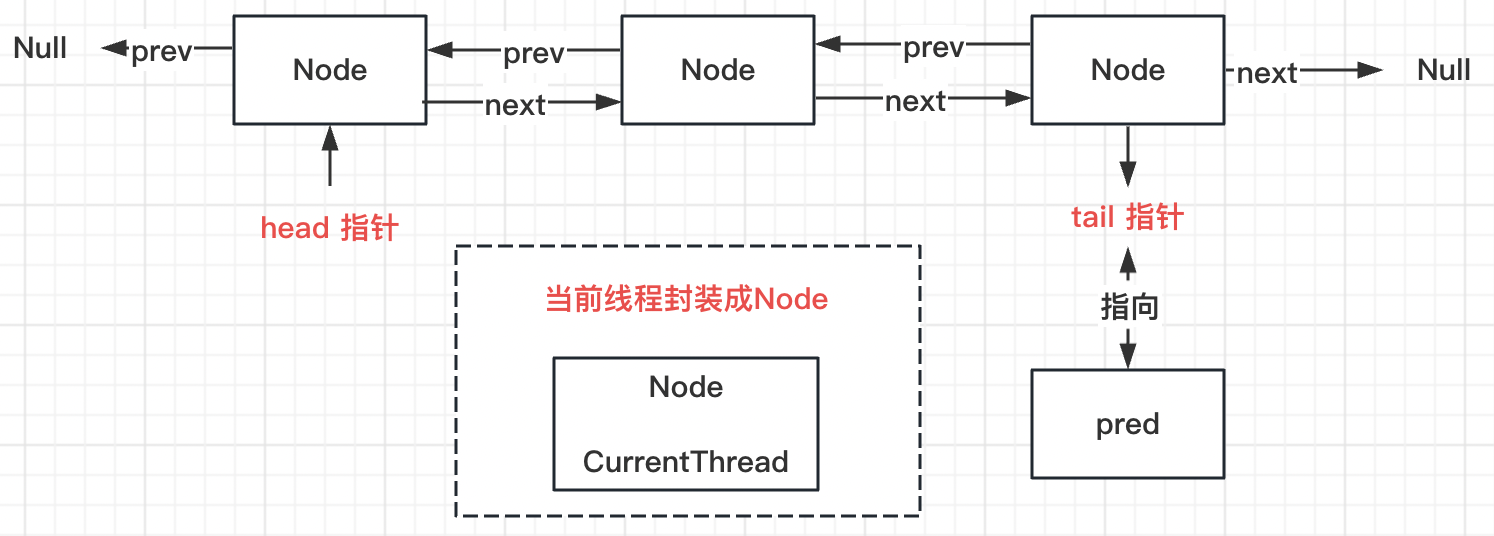 Null
prev
Node
prev
next
Node
prev
next
Node
next
Null
head 指针
tail 指针
当前线程封装成Node
Node
CurrentThread
指向
pred